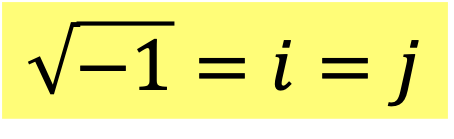 √−1 = i = j